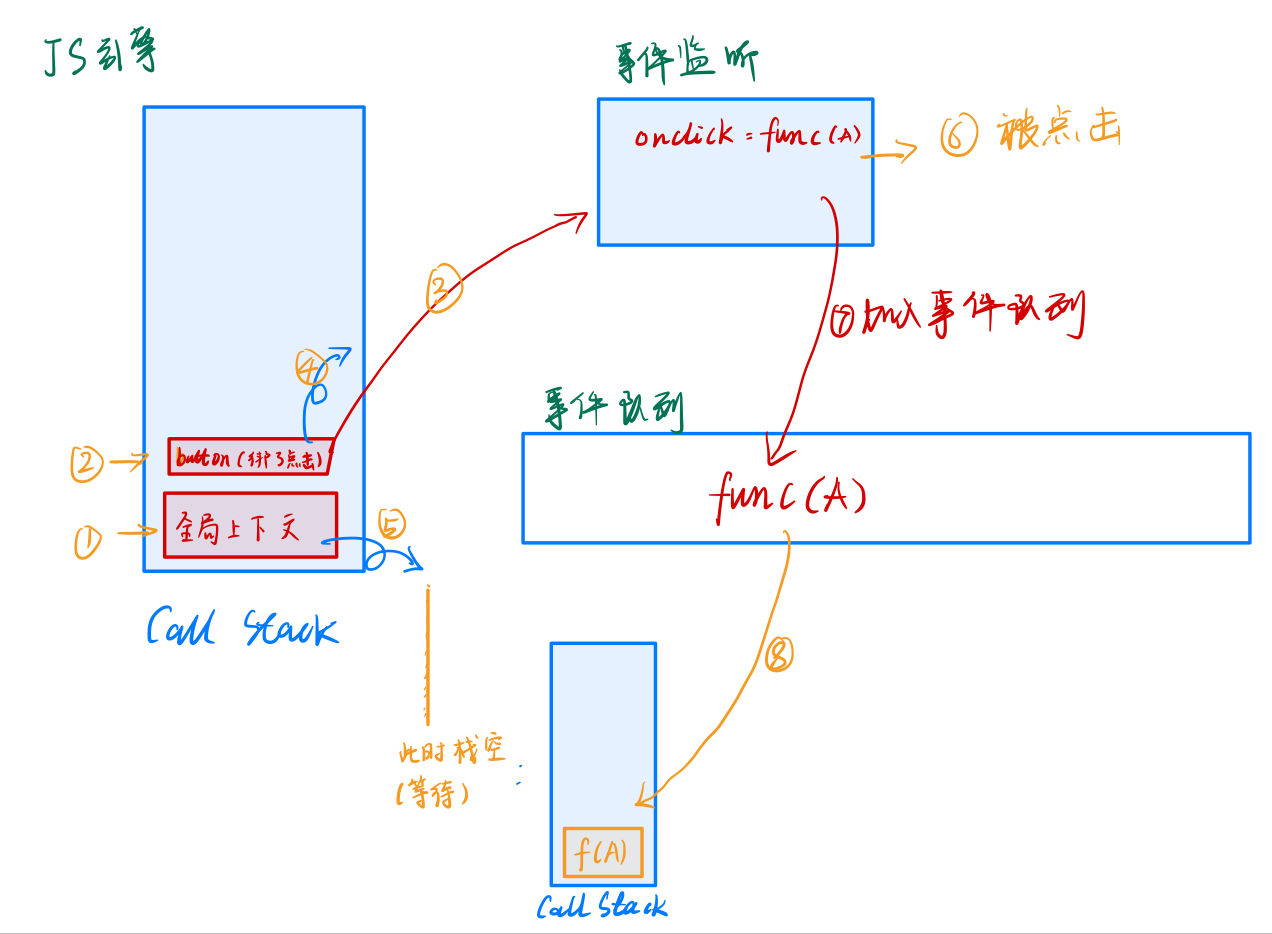 JS引擎
事件监听
onclick = func(A)
⑥ 被点击
③
⑦加入事件队列
④
事件队列
② button(绑了点击)
func(A)
① 全局上下文
⑤
Call Stack
⑧
此时栈空
(等待)
f(A)
Call Stack